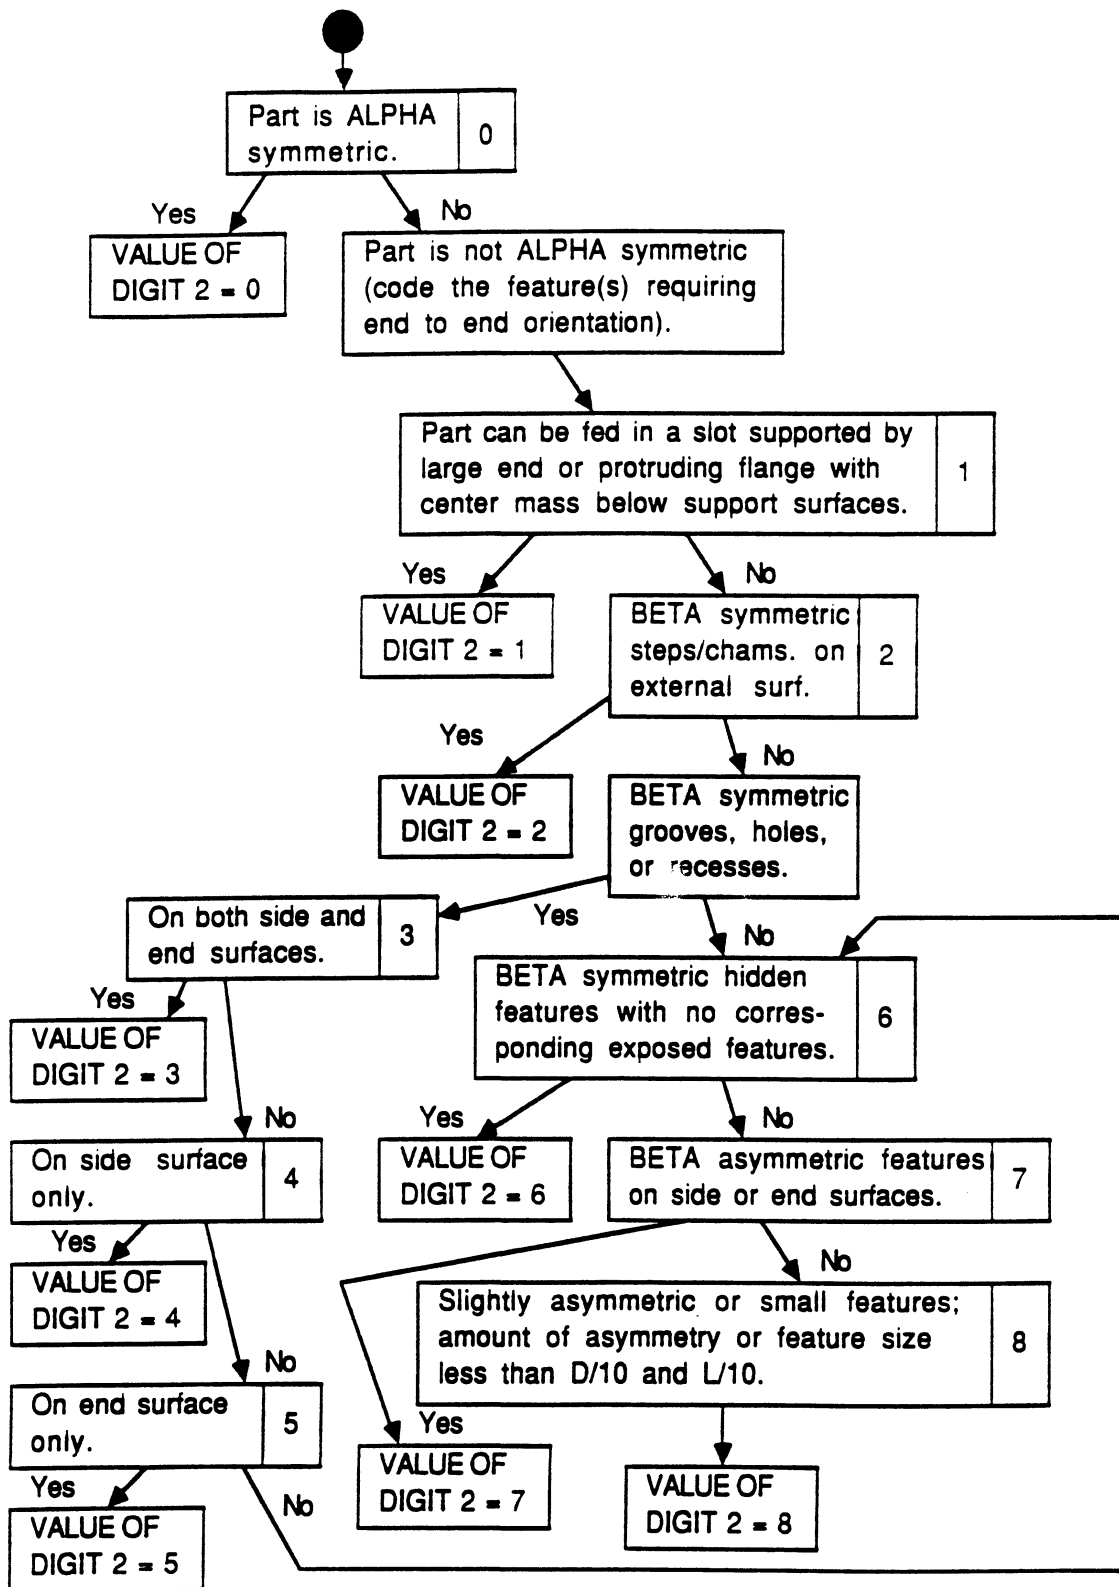 Part is ALPHA
symmetric.
0
Yes
No
VALUE OF
DIGIT 2 = 0
Part is not ALPHA symmetric
(code the feature(s) requiring
end to end orientation).
Part can be fed in a slot supported by
large end or protruding flange with
center mass below support surfaces.
1
Yes
No
VALUE OF
DIGIT 2 = 1
BETA symmetric
steps/chams. on
external surf.
2
Yes
No
VALUE OF
DIGIT 2 = 2
BETA symmetric
grooves, holes,
or recesses.
Yes
No
On both side and
end surfaces.
3
Yes
No
VALUE OF
DIGIT 2 = 3
BETA symmetric hidden
features with no corres-
ponding exposed features.
6
Yes
No
VALUE OF
DIGIT 2 = 6
On side surface
only.
4
Yes
No
VALUE OF
DIGIT 2 = 4
BETA asymmetric features
on side or end surfaces.
7
No
Yes
Slightly asymmetric or small features;
amount of asymmetry or feature size
less than D/10 and L/10.
8
On end surface
only.
5
Yes
No
VALUE OF
DIGIT 2 = 5
VALUE OF
DIGIT 2 = 7
VALUE OF
DIGIT 2 = 8